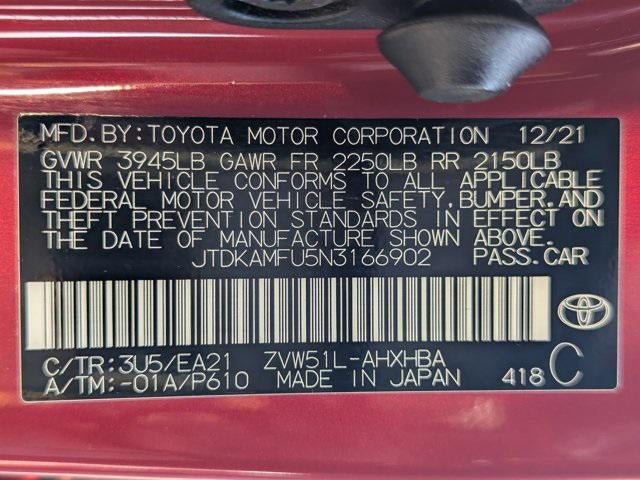 MFD.BY:TOYOTA MOTOR CORPORATION 12/21
GVWR 3945LB GAWR FR 2250LB RR 2150LB
THIS VEHICLE CONFORMS TO ALL APPLICABLE
FEDERAL MOTOR VEHICLE SAFETY,BUMPER,AND
THEFT PREVENTION STANDARDS IN EFFECT ON
THE DATE OF MANUFACTURE SHOWN ABOVE.
JTDKAMFU5N3166902 PASS.CAR
C/TR:3U5/EA21 ZVW51L-AHXHBA
A/TM:-01A/P610 MADE IN JAPAN 418 C